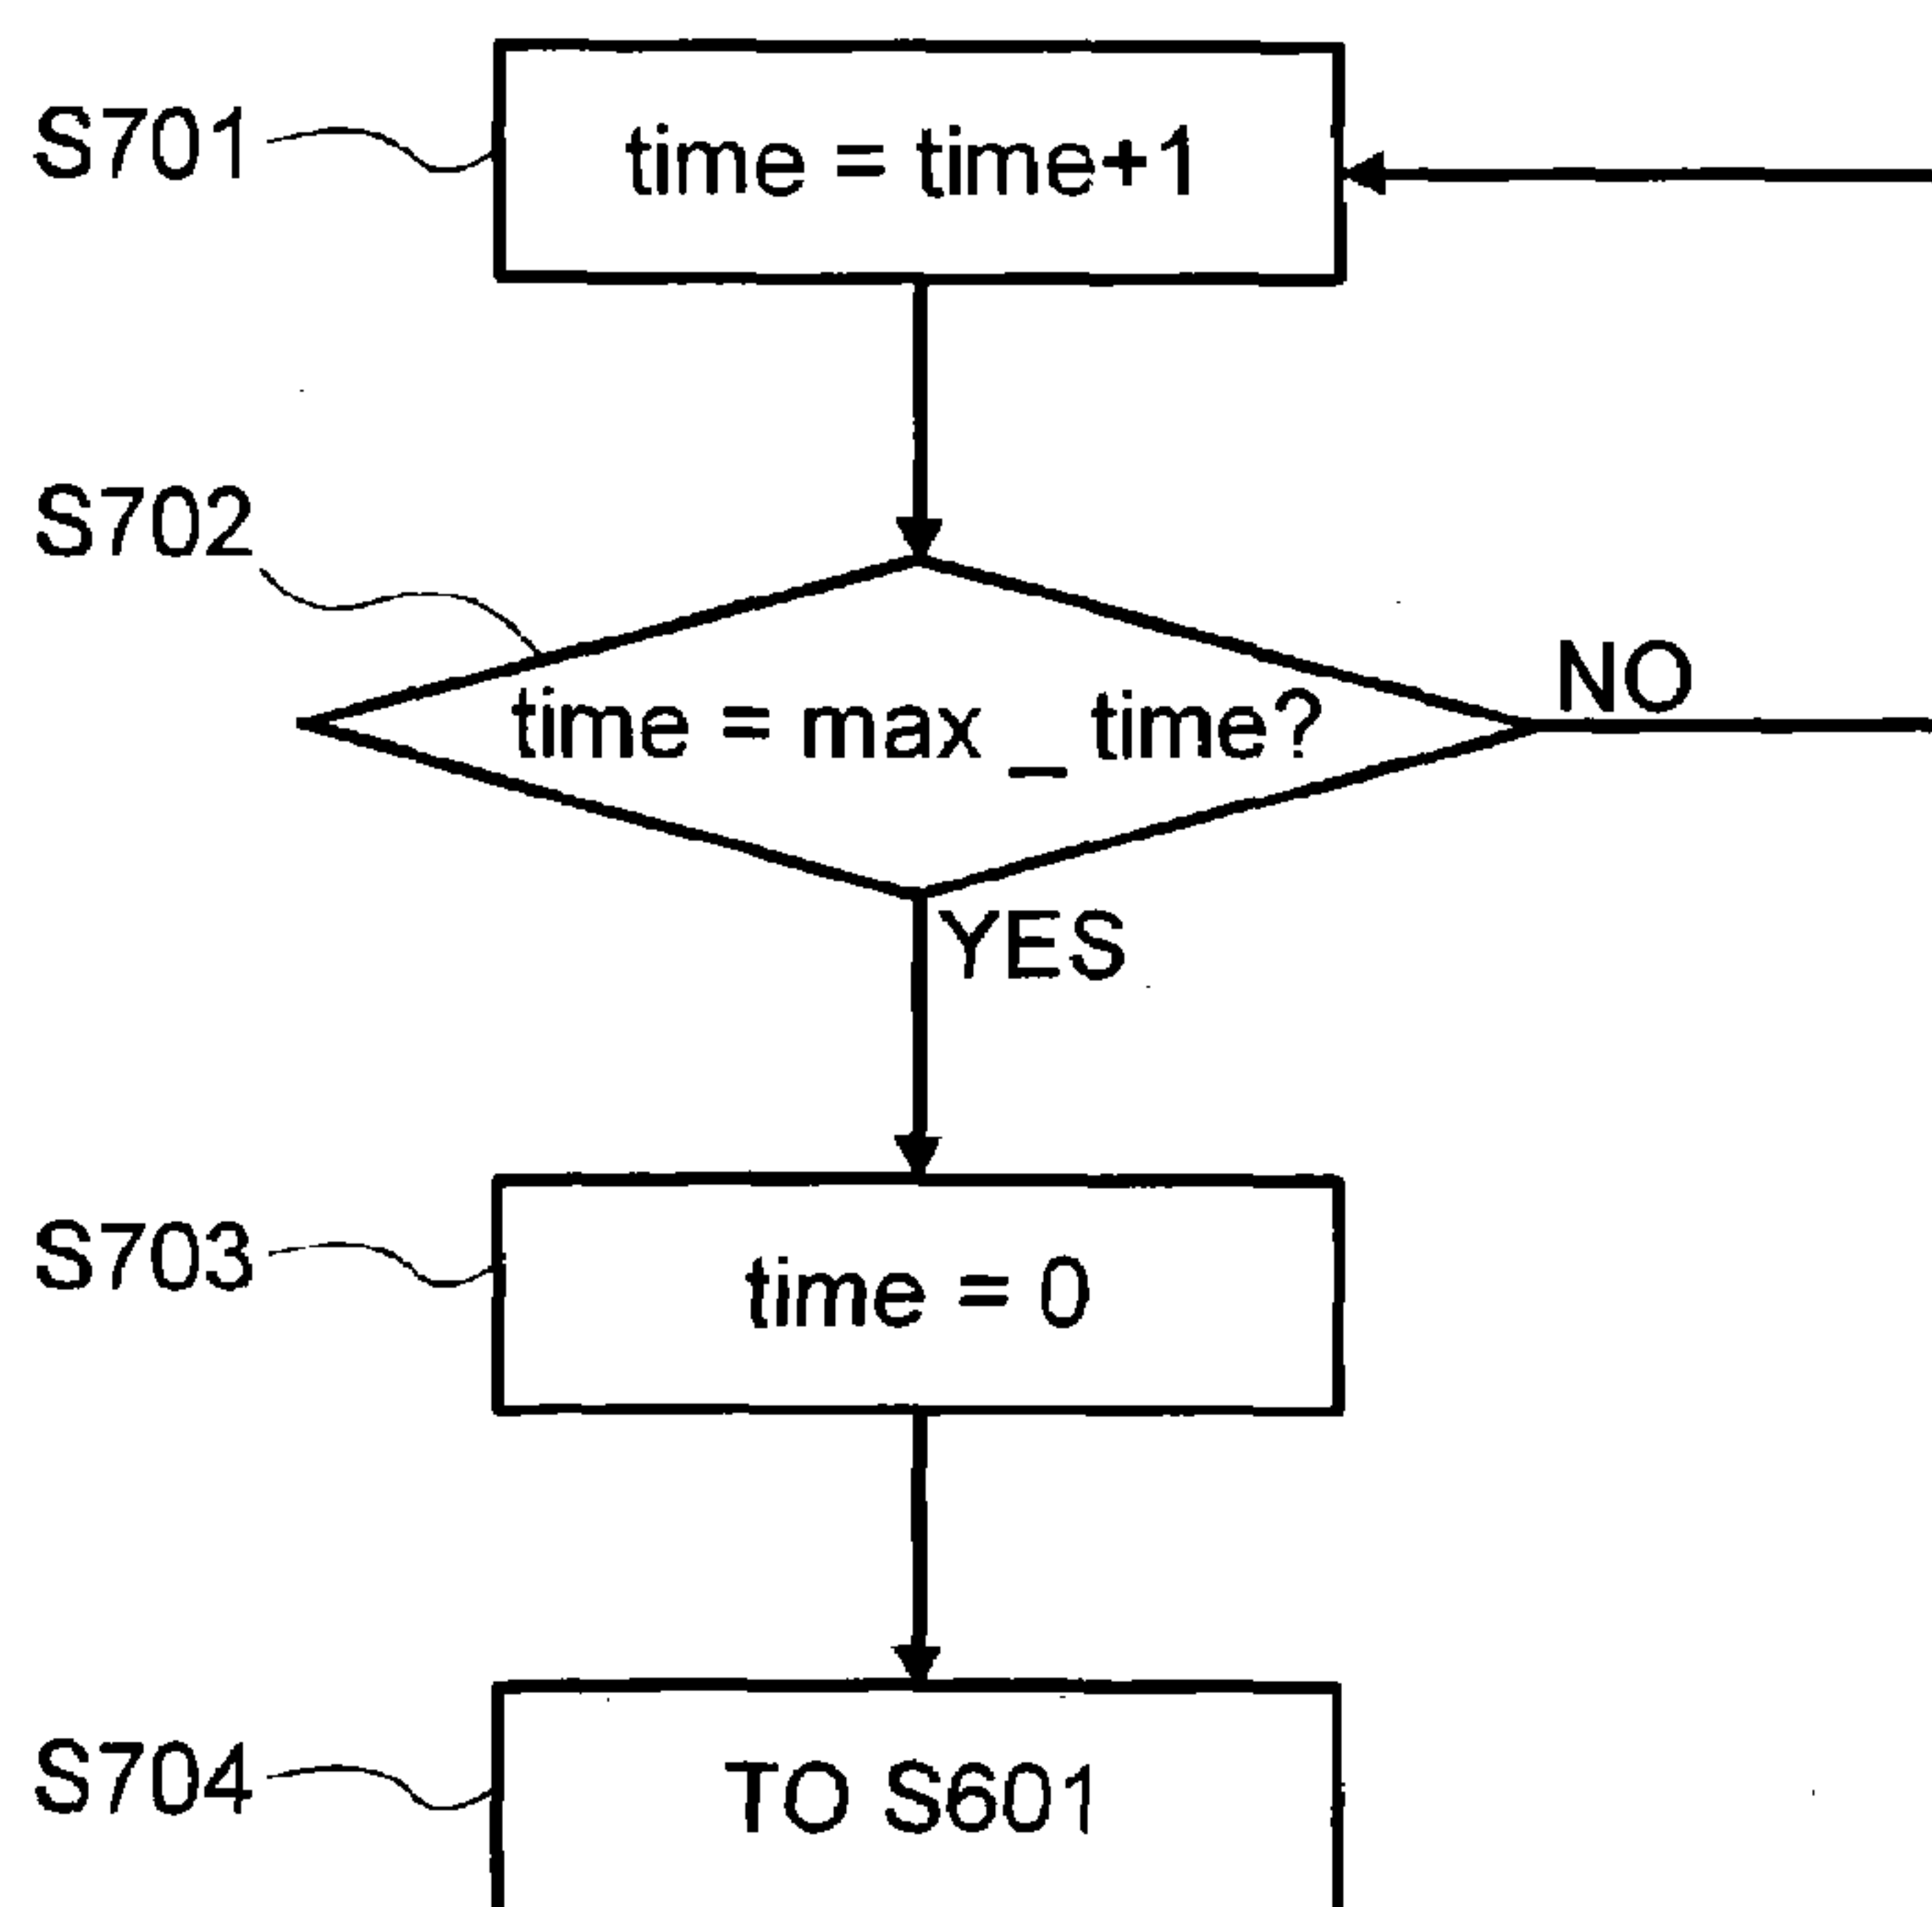 S701
time = time+1
S702
time = max _ time?
NO
YES
S703
time = 0
S704
TO S601